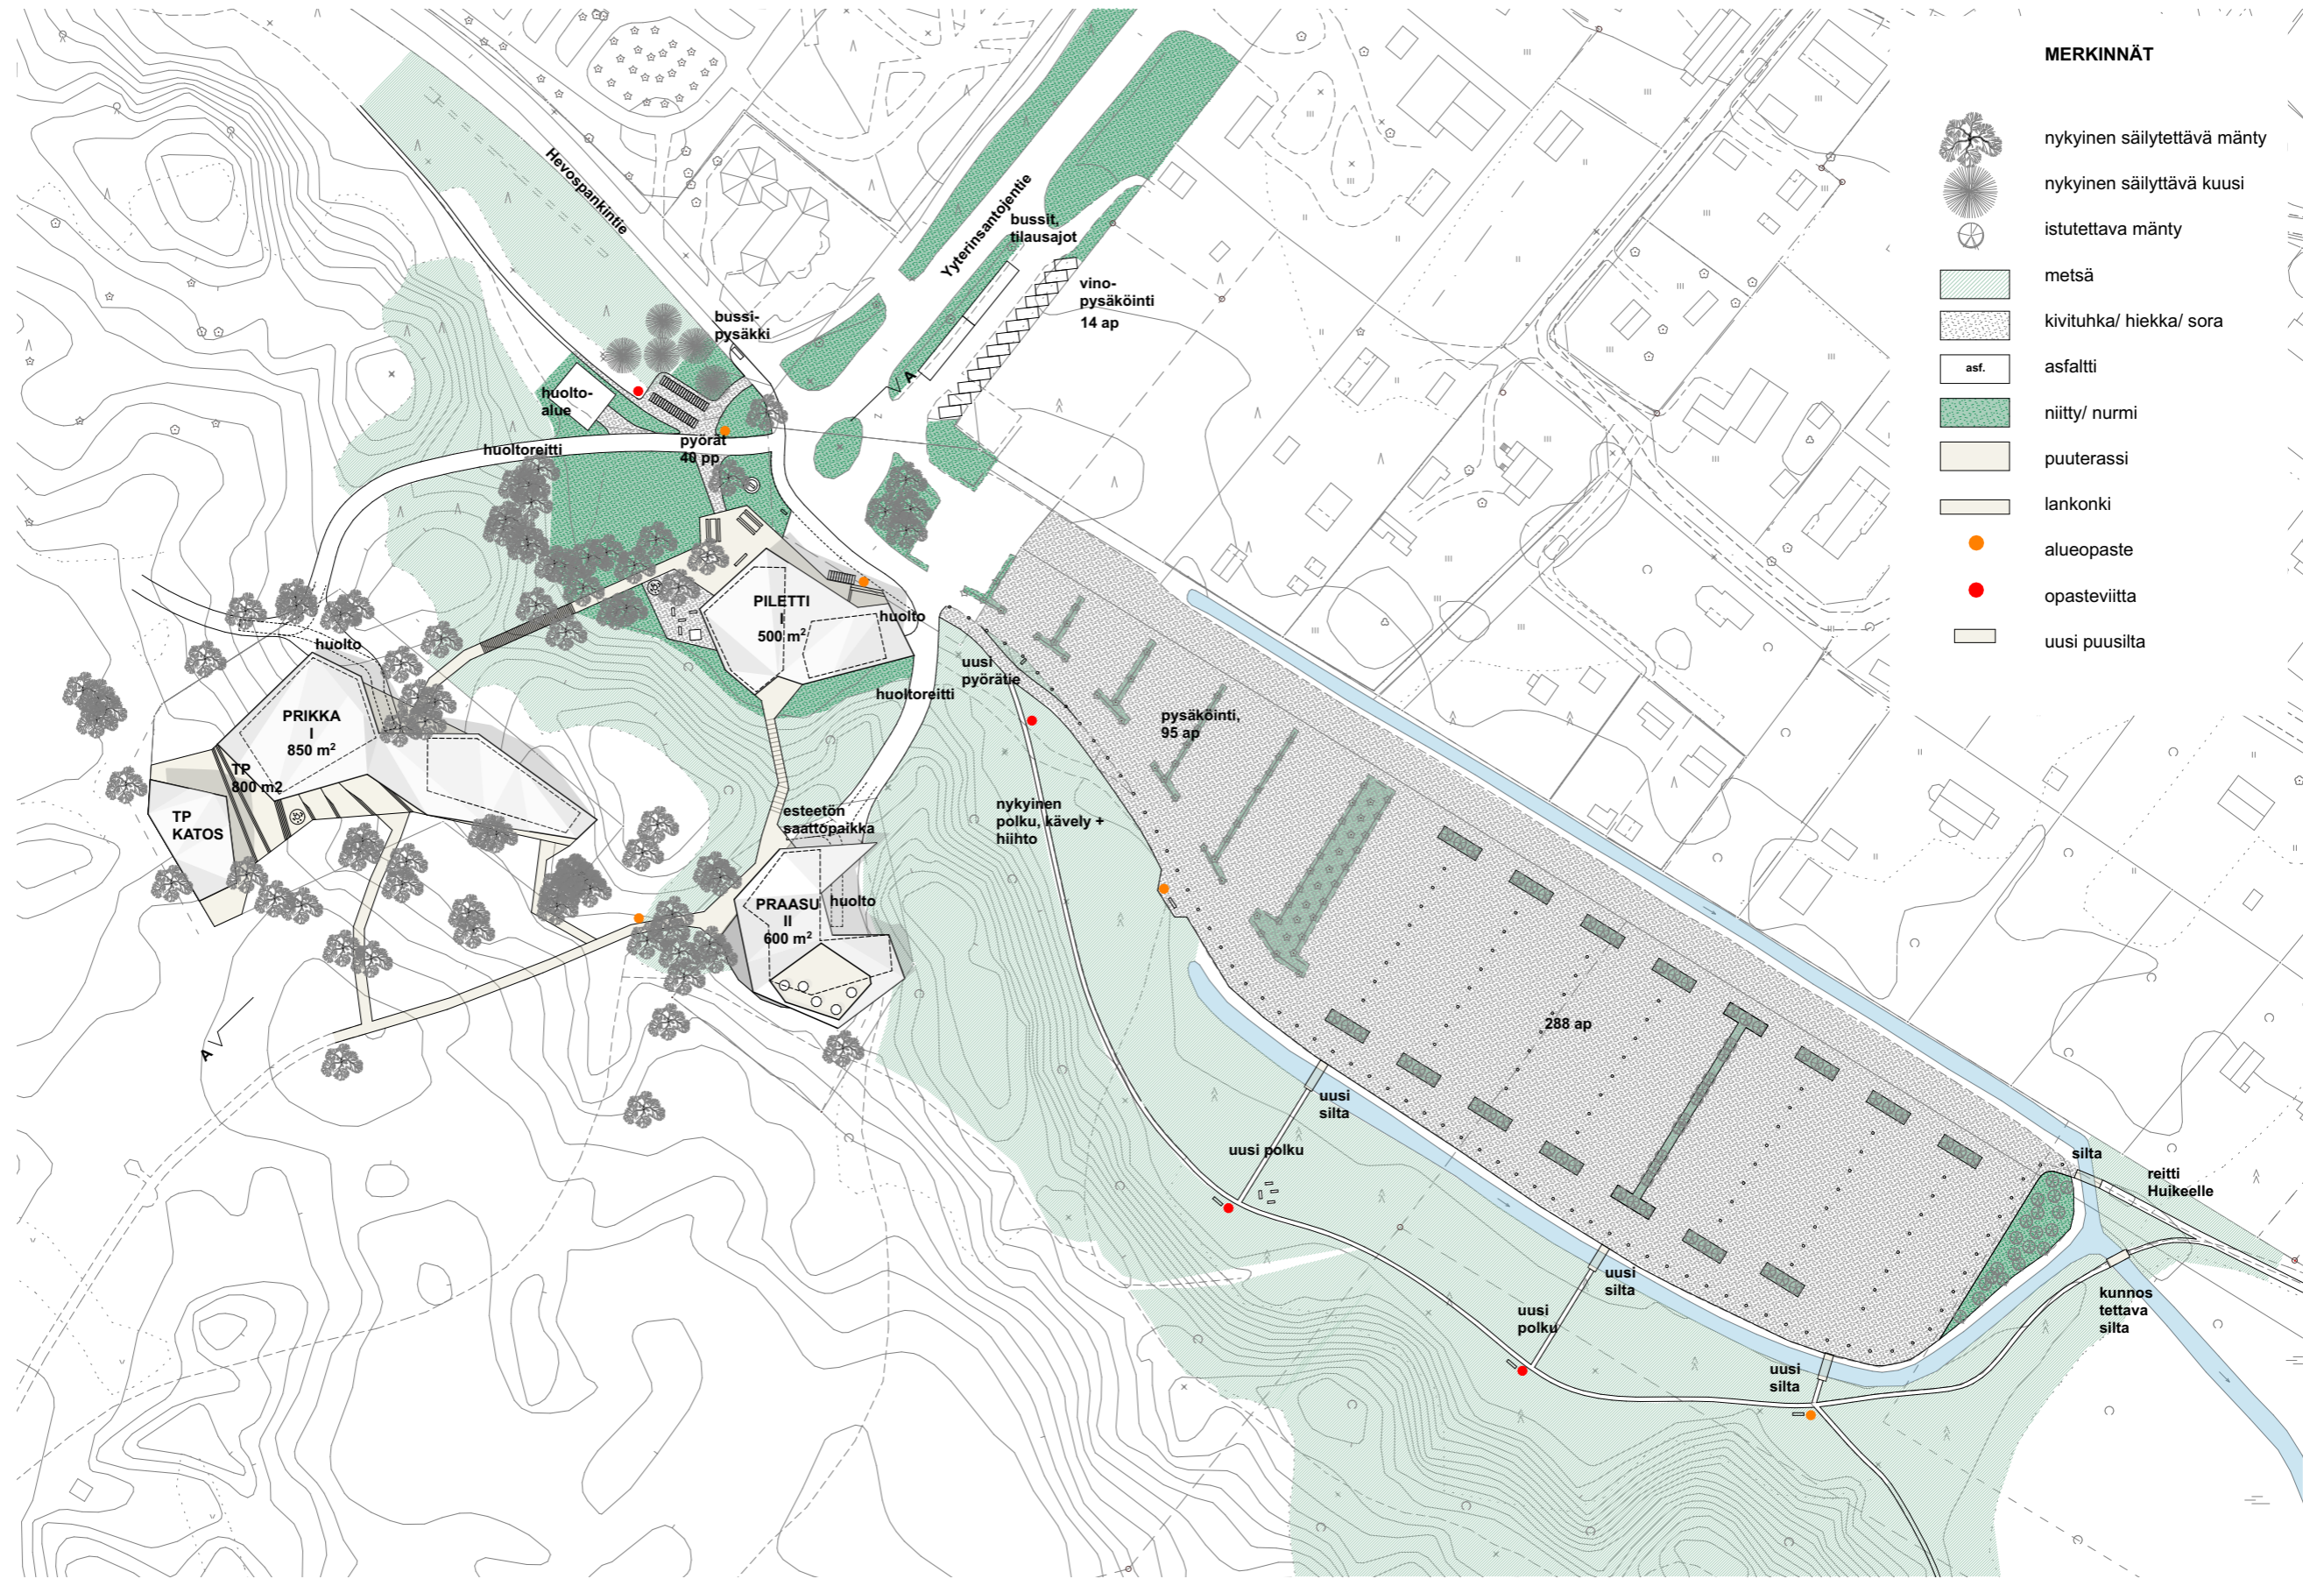 MERKINNÄT
nykyinen säilytettävä mänty
nykyinen säilyttävä kuusi
istutettava mänty
metsä
kivituhka/ hiekka/ sora
asf.
asfaltti
niitty/ nurmi
puuterassi
lankonki
alueopaste
opasteviitta
uusi puusilta
Hevospankintie
Yyterinsantojentie
bussit,
tilausajot
vino-
pysäköinti
14 ap
bussi-
pysäkki
A
huolto-
alue
huoltoreitti
pyörät
40 pp
PILETTI
I
500 m²
huolto
huolto
uusi
pyörätie
huoltoreitti
PRIKKA
I
850 m²
TP
800 m2
TP
KATOS
pysäköinti,
95 ap
esteetön
saattopaikka
nykyinen
polku, kävely +
hiihto
PRAASU
II
600 m²
huolto
A
288 ap
uusi
silta
uusi polku
silta
reitti
Huikeelle
uusi
silta
uusi
polku
kunnos
tettava
silta
uusi
silta